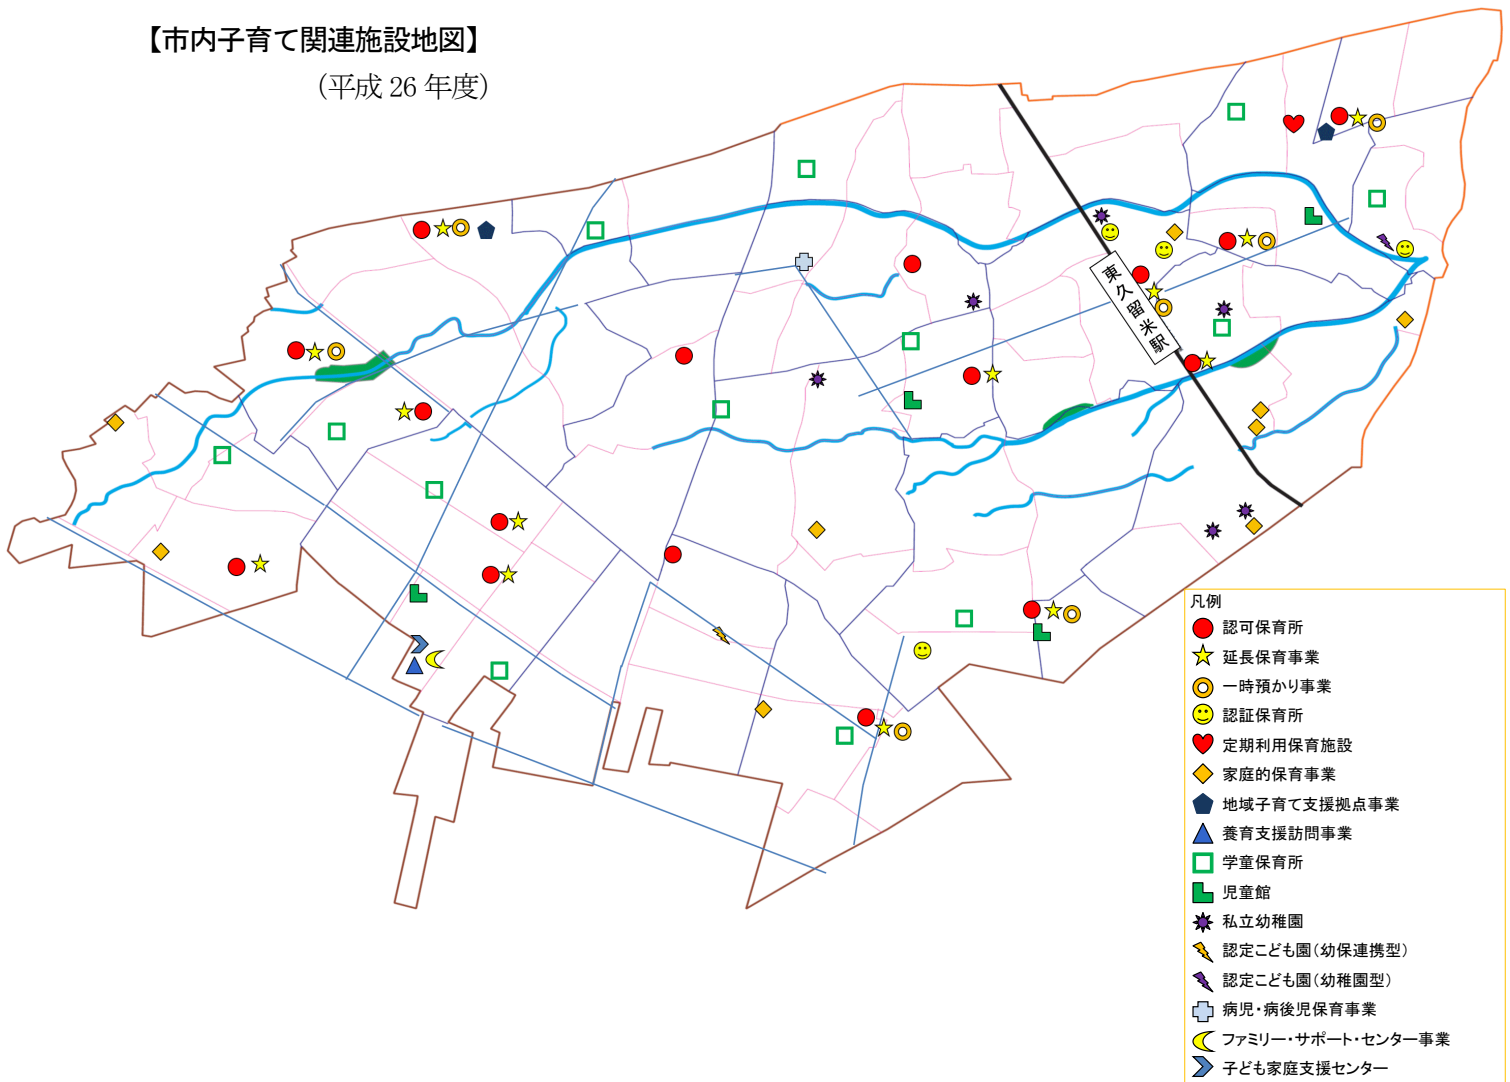 【市内子育て関連施設地図】
（平成 26 年度）
東久留米駅
凡例
認可保育所
延長保育事業
一時預かり事業
認証保育所
定期利用保育施設
家庭的保育事業
地域子育て支援拠点事業
養育支援訪問事業
学童保育所
児童館
私立幼稚園
認定こども園（幼保連携型）
認定こども園（幼稚園型）
病児・病後児保育事業
ファミリー・サポート・センター事業
子ども家庭支援センター